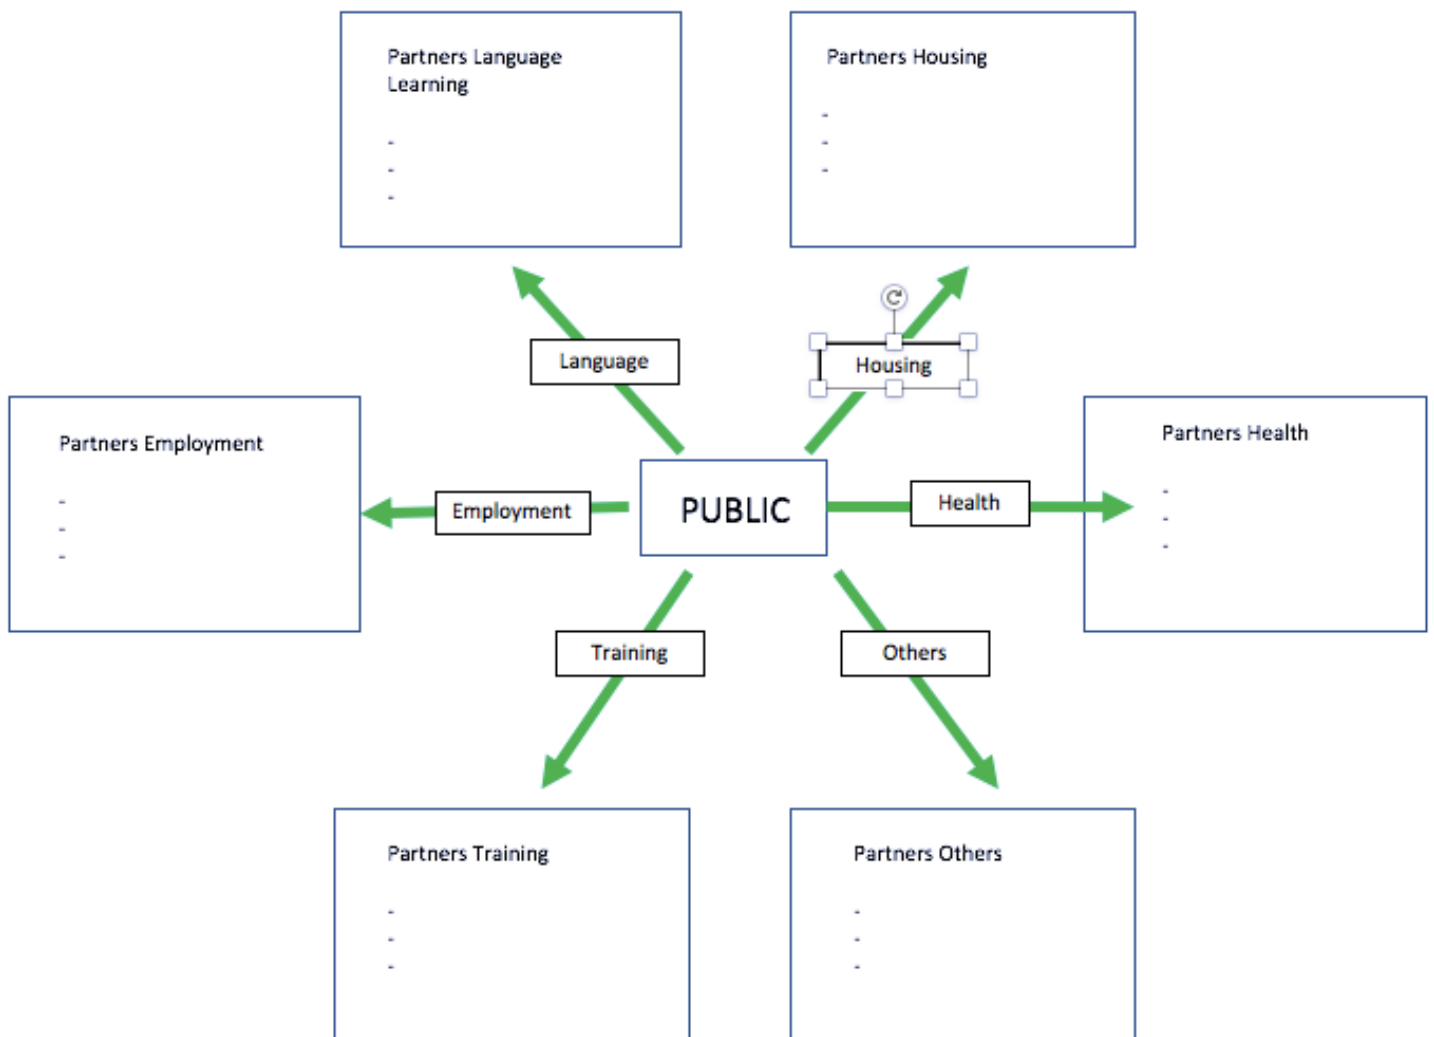 Partners Language
Learning
-
-
-
Partners Housing
-
-
-
Language
Housing
Partners Employment
-
-
-
Employment
PUBLIC
Health
Partners Health
-
-
-
Training
Others
Partners Training
-
-
-
Partners Others
-
-
-